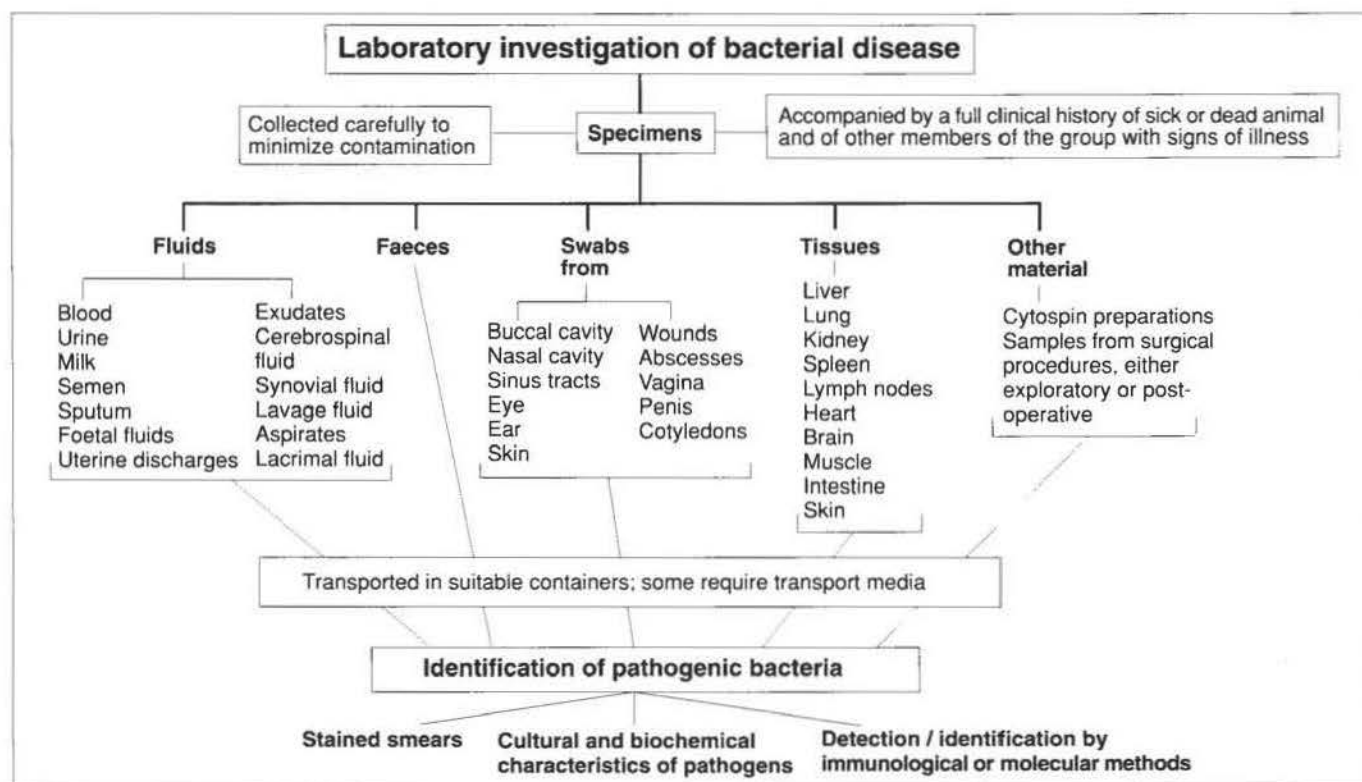 Laboratory investigation of bacterial disease
Collected carefully to
minimize contamination
Specimens
Accompanied by a full clinical history of sick or dead animal
and of other members of the group with signs of illness
Fluids
Blood
Urine
Milk
Semen
Sputum
Foetal fluids
Uterine discharges
Exudates
Cerebrospinal
fluid
Synovial fluid
Lavage fluid
Aspirates
Lacrimal fluid
Faeces
Swabs
from
Buccal cavity
Nasal cavity
Sinus tracts
Eye
Ear
Skin
Wounds
Abscesses
Vagina
Penis
Cotyledons
Tissues
Liver
Lung
Kidney
Spleen
Lymph nodes
Heart
Brain
Muscle
Intestine
Skin
Other
material
Cytospin preparations
Samples from surgical
procedures, either
exploratory or post-
operative
Transported in suitable containers; some require transport media
Identification of pathogenic bacteria
Stained smears
Cultural and biochemical
characteristics of pathogens
Detection / identification by
immunological or molecular methods